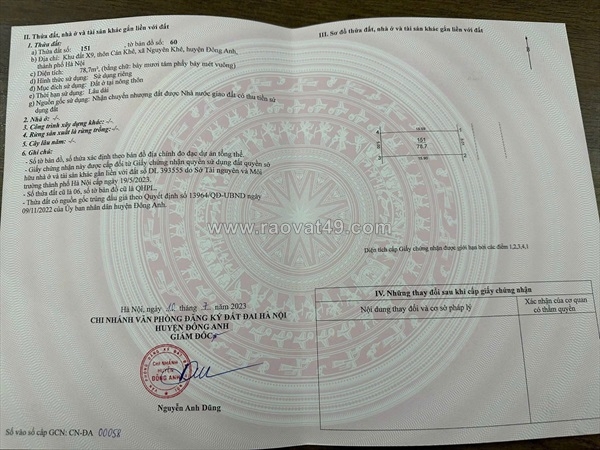 II. Thửa đất, nhà ở và tài sản khác gắn liền với đất
1. Thửa đất:
a) Thửa đất số: 151 tờ bản đồ số: 60
b) Địa chỉ: Khu đất X9, thôn Cán Khê, xã Nguyên Khê, huyện Đông Anh,
thành phố Hà Nội
c) Diện tích: 78,7m², (bằng chữ: bảy mươi tám phẩy bảy mét vuông)
d) Hình thức sử dụng: Sử dụng riêng
đ) Mục đích sử dụng: Đất ở tại nông thôn
e) Thời hạn sử dụng: Lâu dài
g) Nguồn gốc sử dụng: Nhận chuyển nhượng đất được Nhà nước giao đất có thu tiền sử
dụng đất
2. Nhà ở: -/-
3. Công trình xây dựng khác: -/-
4. Rừng sản xuất là rừng trồng: -/-
5. Cây lâu năm: -/-
6. Ghi chú:
- Số tờ bản đồ, số thửa xác định theo bản đồ địa chính đo đạc dự án tổng thể.
- Giấy chứng nhận này được cấp đổi từ Giấy chứng nhận quyền sử dụng đất quyền sở
hữu nhà ở và tài sản khác gắn liền với đất số DL 393555 do Sở Tài nguyên và Môi
trường thành phố Hà Nội cấp ngày 19/5/2023.
- Số thửa đất cũ là 06, số tờ bản đồ cũ là QHPL.
- Thửa đất có nguồn gốc trúng đấu giá theo Quyết định số 13964/QĐ-UBND ngày
09/11/2022 của Ủy ban nhân dân huyện Đông Anh.
Hà Nội, ngày 10 tháng 7 năm 2023
CHI NHÁNH VĂN PHÒNG ĐĂNG KÝ ĐẤT ĐAI HÀ NỘI
HUYỆN ĐÔNG ANH
GIÁM ĐỐC
CHI NHÁNH
HUYỆN
ĐÔNG ANH
Nguyễn Anh Dũng
Số vào sổ cấp GCN: CN-ĐA 00058
III. Sơ đồ thửa đất, nhà ở và tài sản khác gắn liền với đất
151
78,7
Diện tích cấp Giấy chứng nhận được giới hạn bởi các điểm 1,2,3,4,1
IV. Những thay đổi sau khi cấp giấy chứng nhận
Nội dung thay đổi và cơ sở pháp lý
Xác nhận của cơ quan
có thẩm quyền
www.raovat49.com